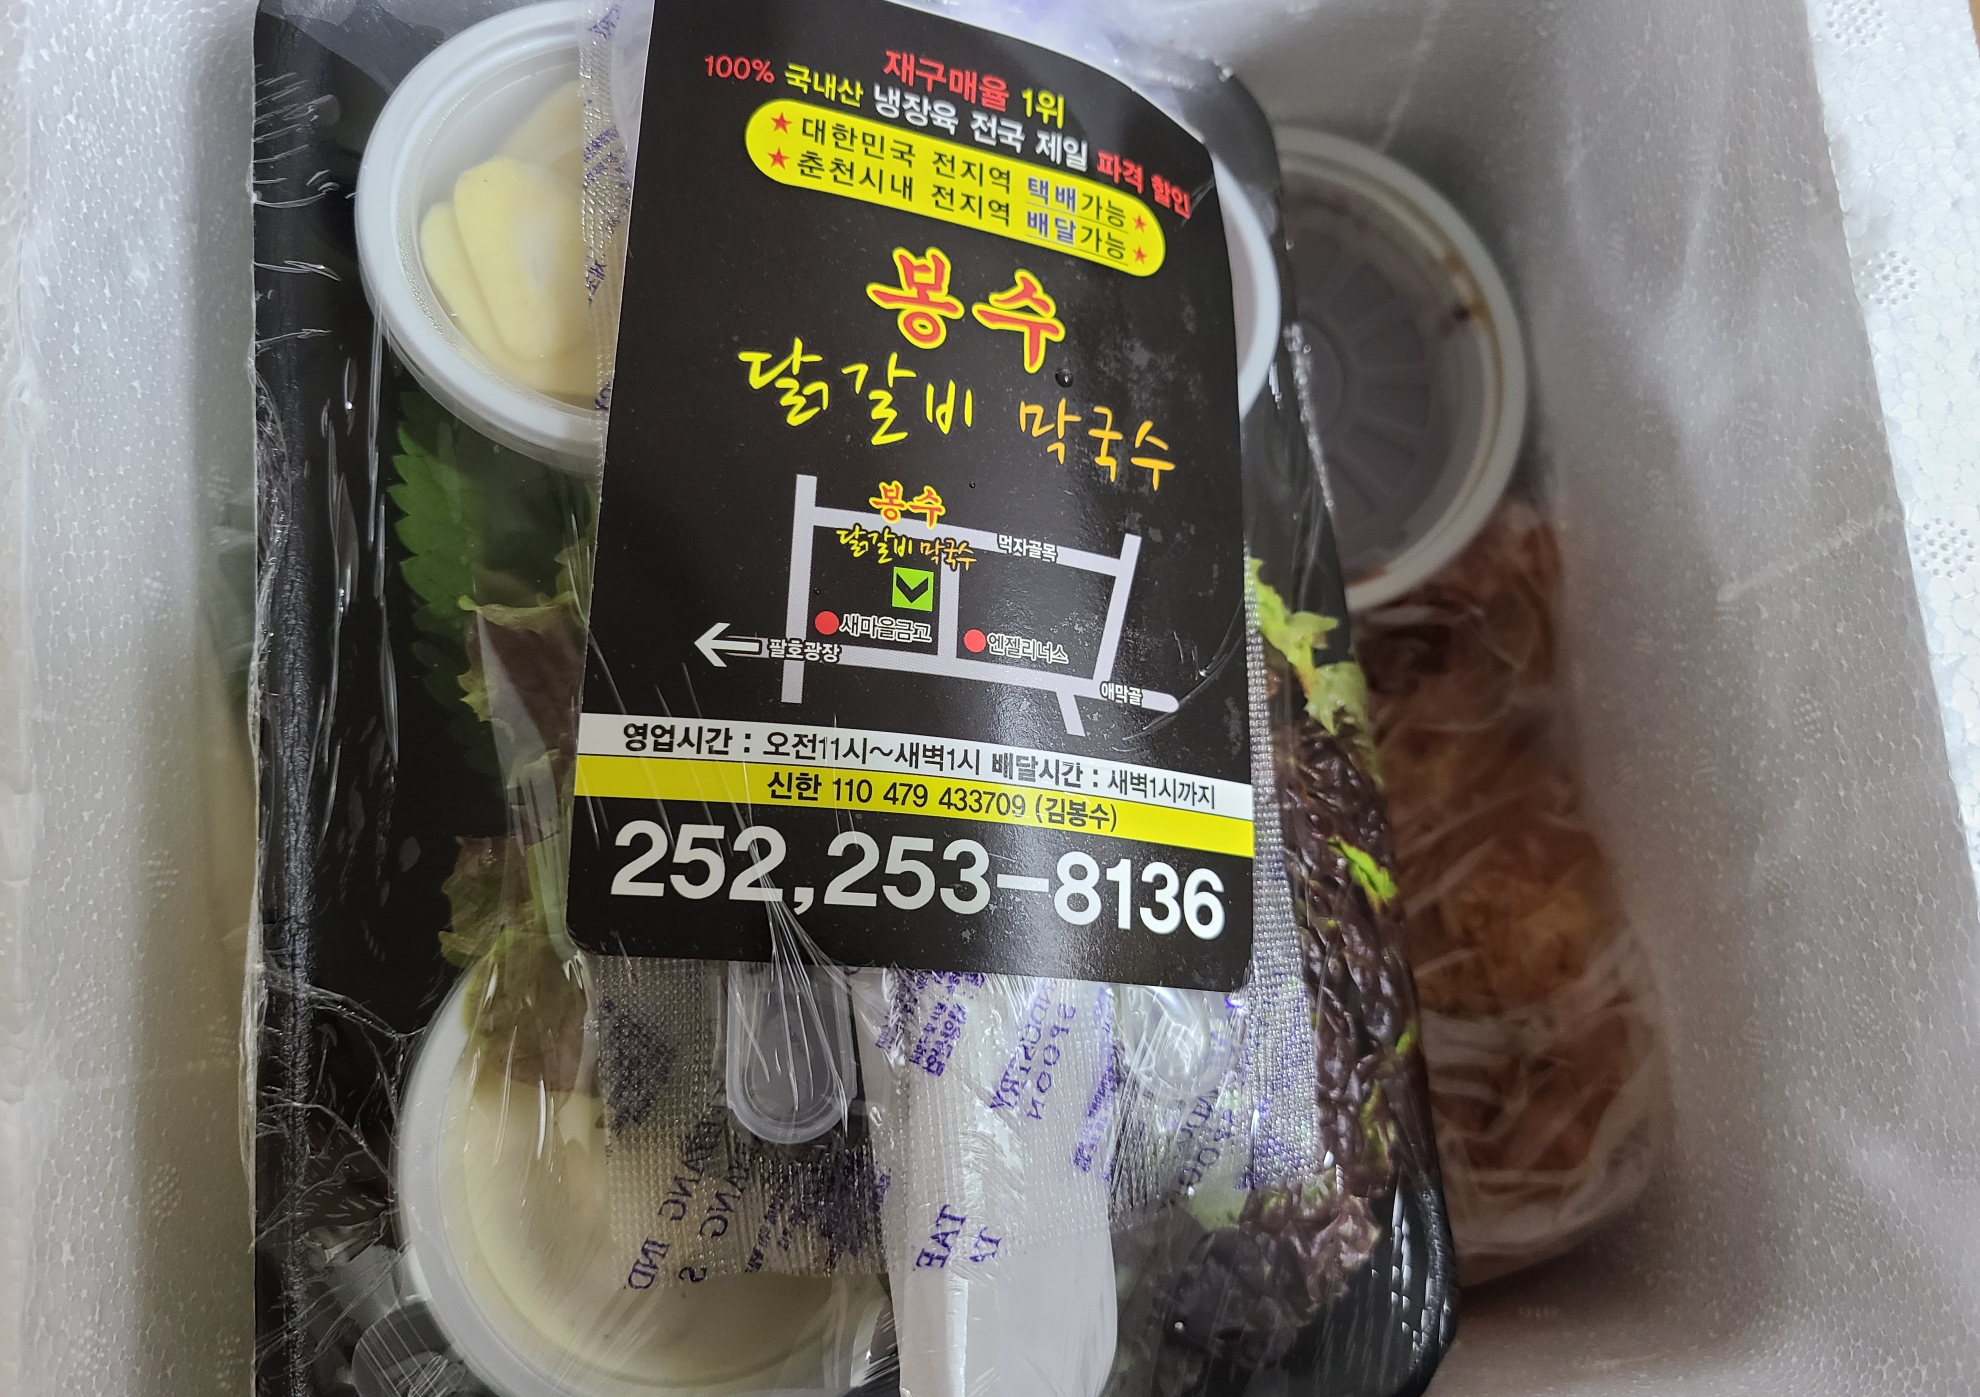 재구매율 1위
100% 국내산 냉장육 전국 제일 파격 할인
★ 대한민국 전지역 택배가능 ★
★ 춘천시내 전지역 배달가능 ★
봉수
닭갈비 막국수
봉수
닭갈비 막국수
먹자골목
새마을금고
엔젤리너스
팔호광장
애막골
영업시간 : 오전11시~새벽1시 배달시간 : 새벽1시까지
신한 110 479 433709 (김봉수)
252,253-8136
SPOON
INDUSTRY